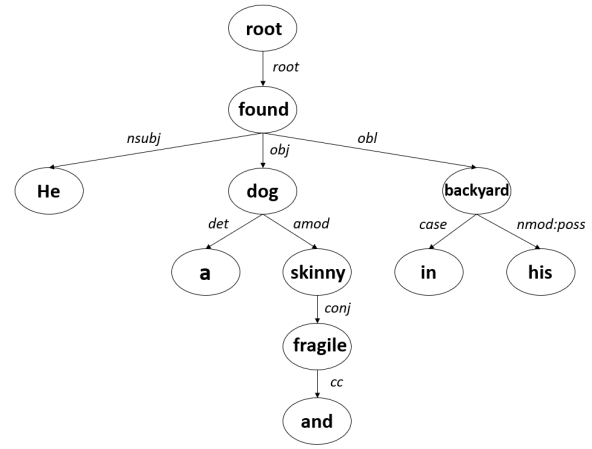 root
root
found
nsubj obj obl
He dog backyard
det amod case nmod:poss
a skinny in his
conj
fragile
cc
and